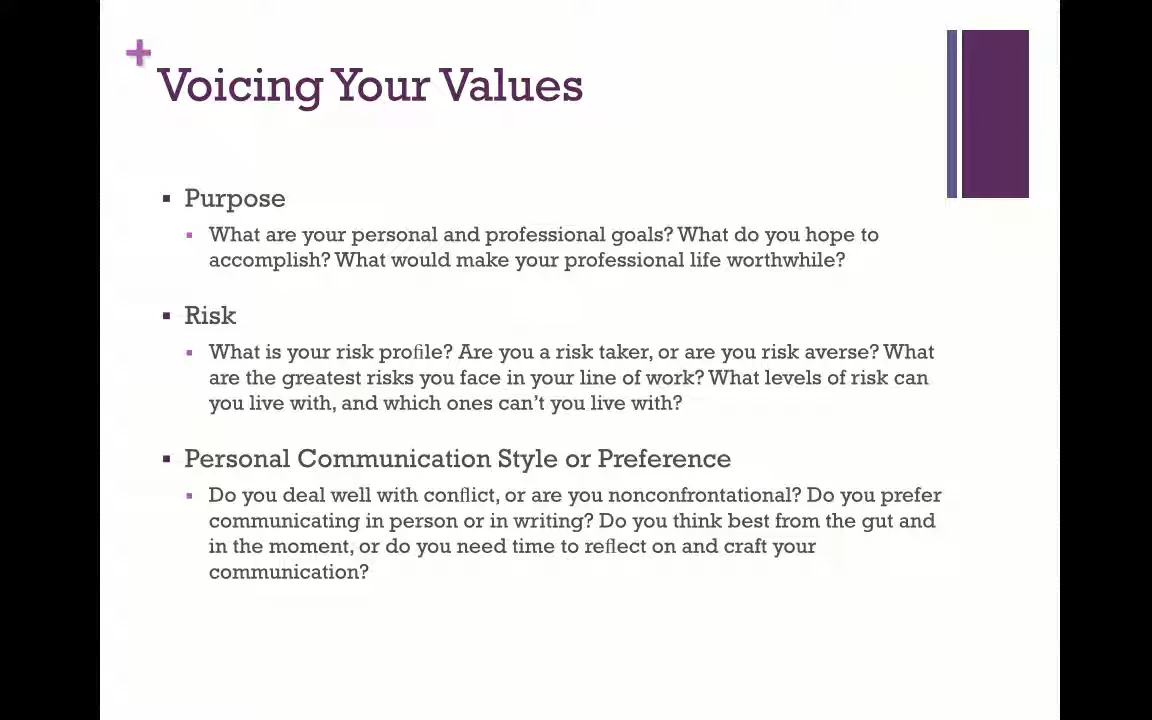 +
Voicing Your Values
▪ Purpose
▪ What are your personal and professional goals? What do you hope to
accomplish? What would make your professional life worthwhile?
▪ Risk
▪ What is your risk profile? Are you a risk taker, or are you risk averse? What
are the greatest risks you face in your line of work? What levels of risk can
you live with, and which ones can’t you live with?
▪ Personal Communication Style or Preference
▪ Do you deal well with conflict, or are you nonconfrontational? Do you prefer
communicating in person or in writing? Do you think best from the gut and
in the moment, or do you need time to reflect on and craft your
communication?